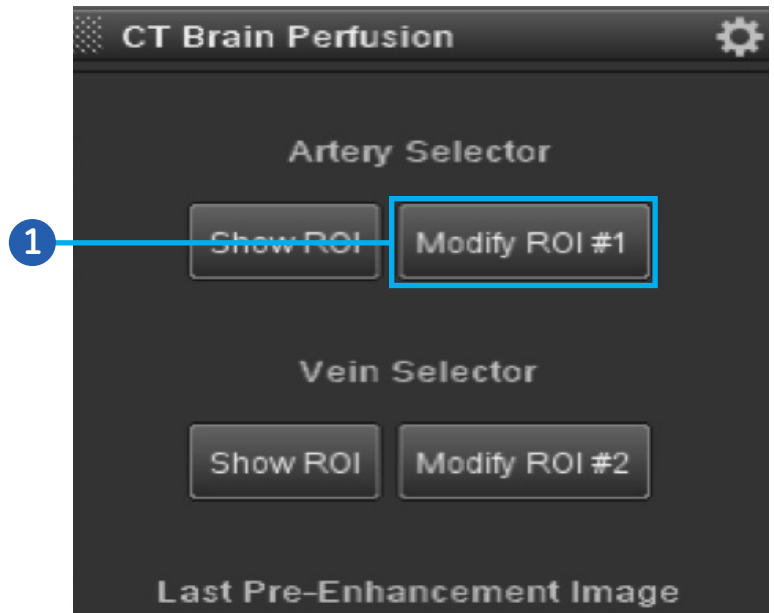 CT Brain Perfusion
Artery Selector
1
Show ROI Modify ROI #1
Vein Selector
Show ROI Modify ROI #2
Last Pre-Enhancement Image